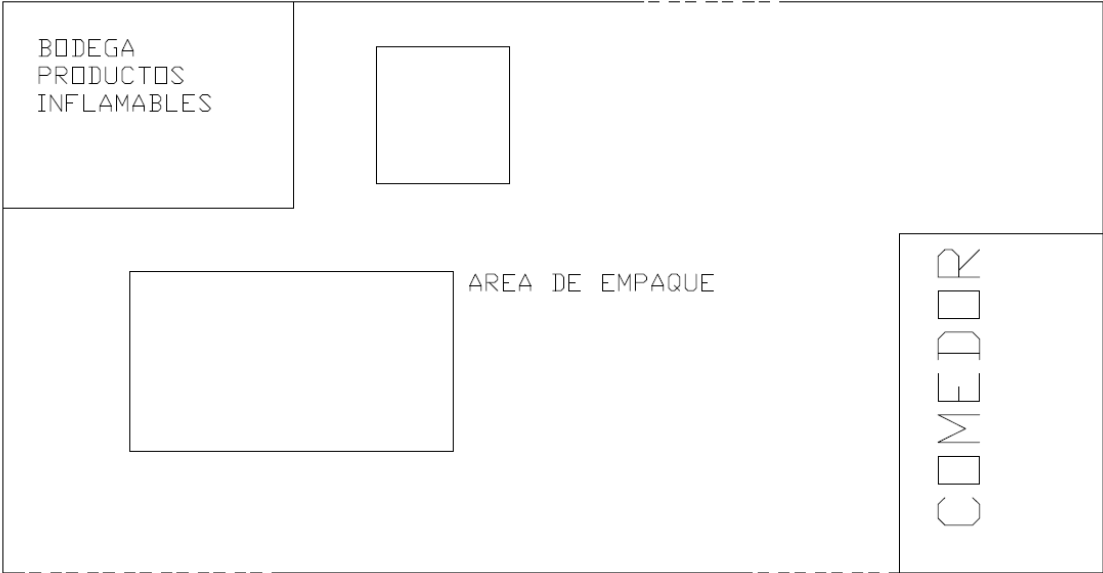 BODEGA
PRODUCTOS
INFLAMABLES
AREA DE EMPAQUE
COMEDOR